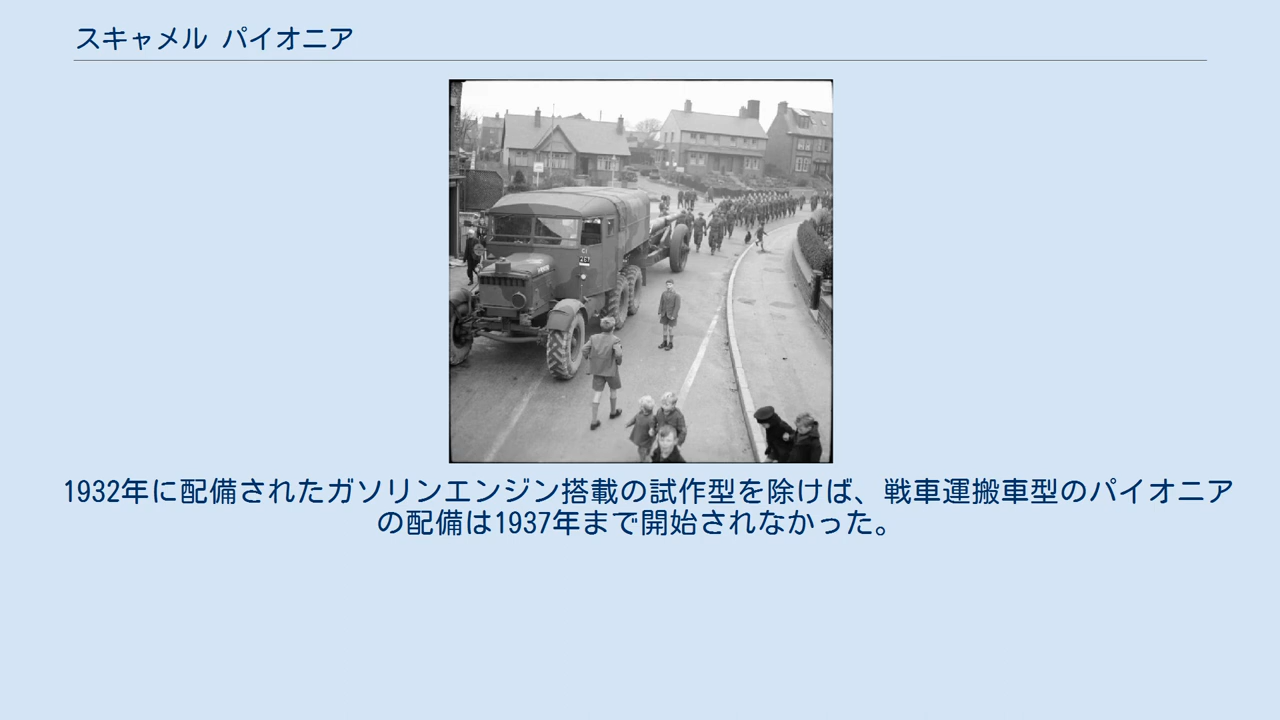 スキャメル パイオニア
1932年に配備されたガソリンエンジン搭載の試作型を除けば、戦車運搬車型のパイオニア
の配備は1937年まで開始されなかった。